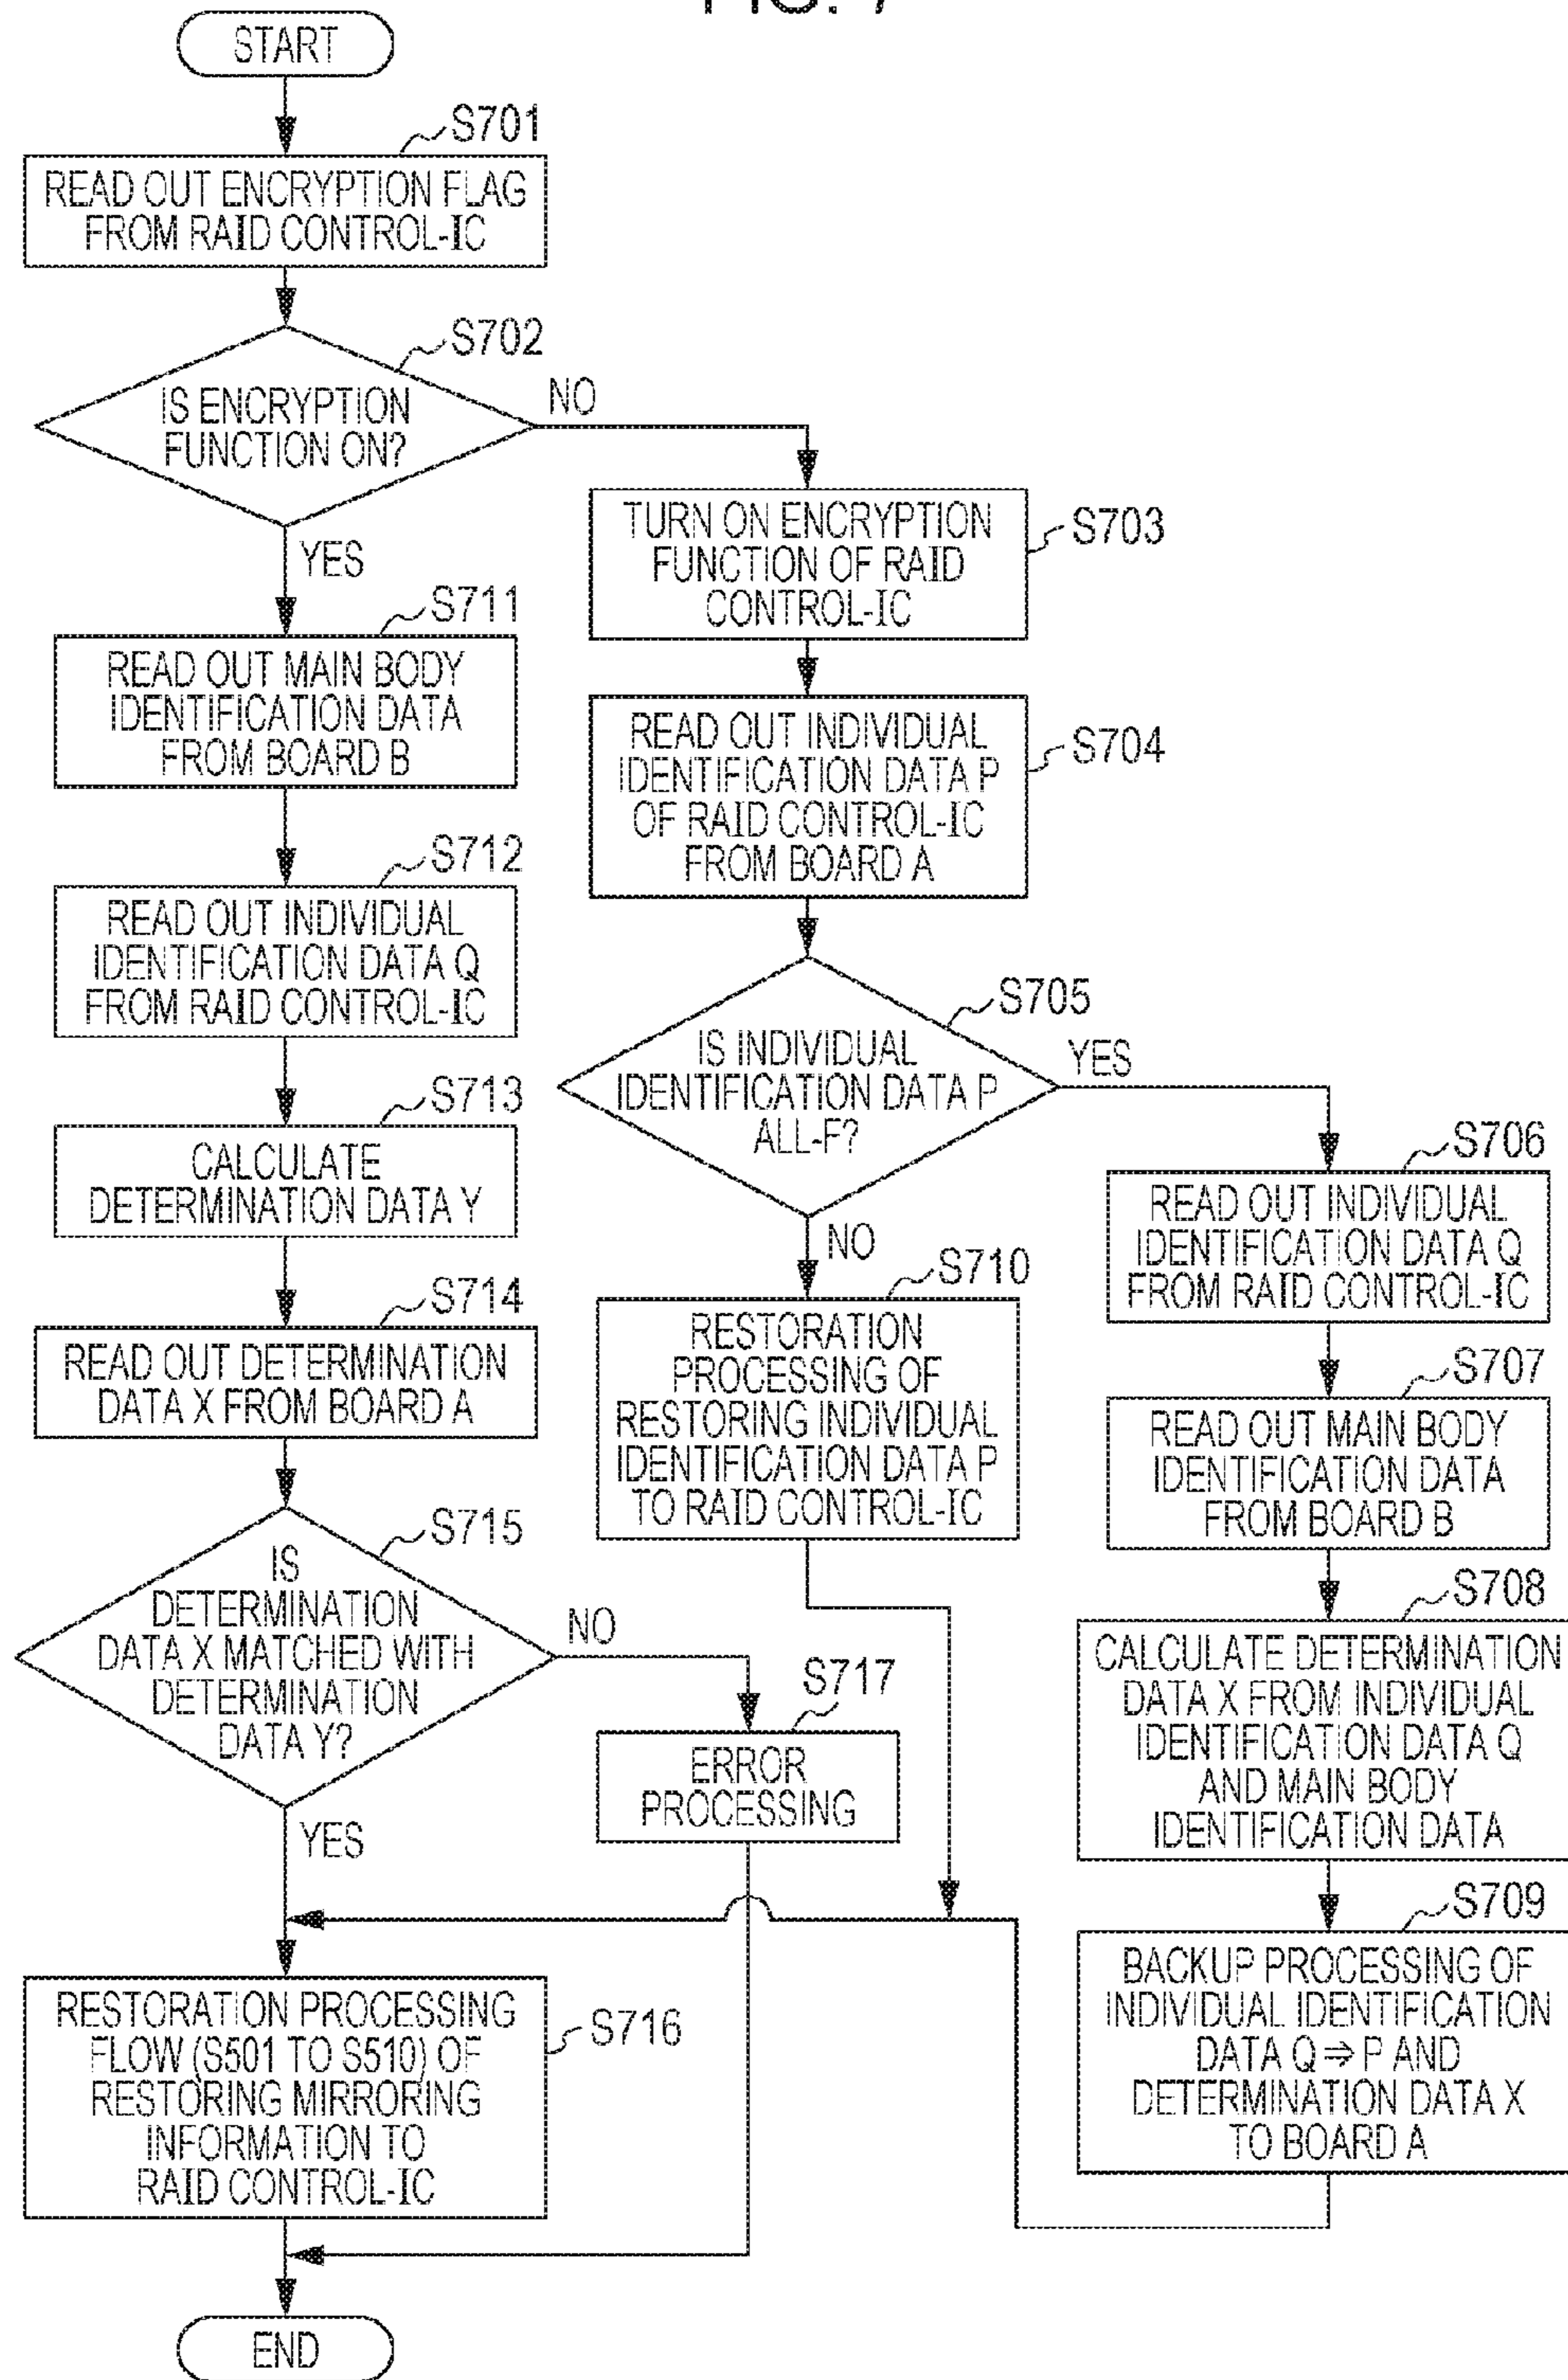 FIG. 7
START
S701
READ OUT ENCRYPTION FLAG
FROM RAID CONTROL-IC
S702
IS ENCRYPTION
FUNCTION ON?
NO
YES
S703
TURN ON ENCRYPTION
FUNCTION OF RAID
CONTROL-IC
S711
READ OUT MAIN BODY
IDENTIFICATION DATA
FROM BOARD B
S704
READ OUT INDIVIDUAL
IDENTIFICATION DATA P
OF RAID CONTROL-IC
FROM BOARD A
S712
READ OUT INDIVIDUAL
IDENTIFICATION DATA Q
FROM RAID CONTROL-IC
S705
IS INDIVIDUAL
IDENTIFICATION DATA P
ALL-F?
YES
NO
S713
CALCULATE
DETERMINATION DATA Y
S706
READ OUT INDIVIDUAL
IDENTIFICATION DATA Q
FROM RAID CONTROL-IC
S714
READ OUT DETERMINATION
DATA X FROM BOARD A
S710
RESTORATION
PROCESSING OF
RESTORING INDIVIDUAL
IDENTIFICATION DATA P
TO RAID CONTROL-IC
S707
READ OUT MAIN BODY
IDENTIFICATION DATA
FROM BOARD B
S715
IS
DETERMINATION
DATA X MATCHED WITH
DETERMINATION
DATA Y?
NO
YES
S717
ERROR
PROCESSING
S708
CALCULATE DETERMINATION
DATA X FROM INDIVIDUAL
IDENTIFICATION DATA Q
AND MAIN BODY
IDENTIFICATION DATA
S709
BACKUP PROCESSING OF
INDIVIDUAL IDENTIFICATION
DATA Q ⇒ P AND
DETERMINATION DATA X
TO BOARD A
S716
RESTORATION PROCESSING
FLOW (S501 TO S510) OF
RESTORING MIRRORING
INFORMATION TO
RAID CONTROL-IC
END